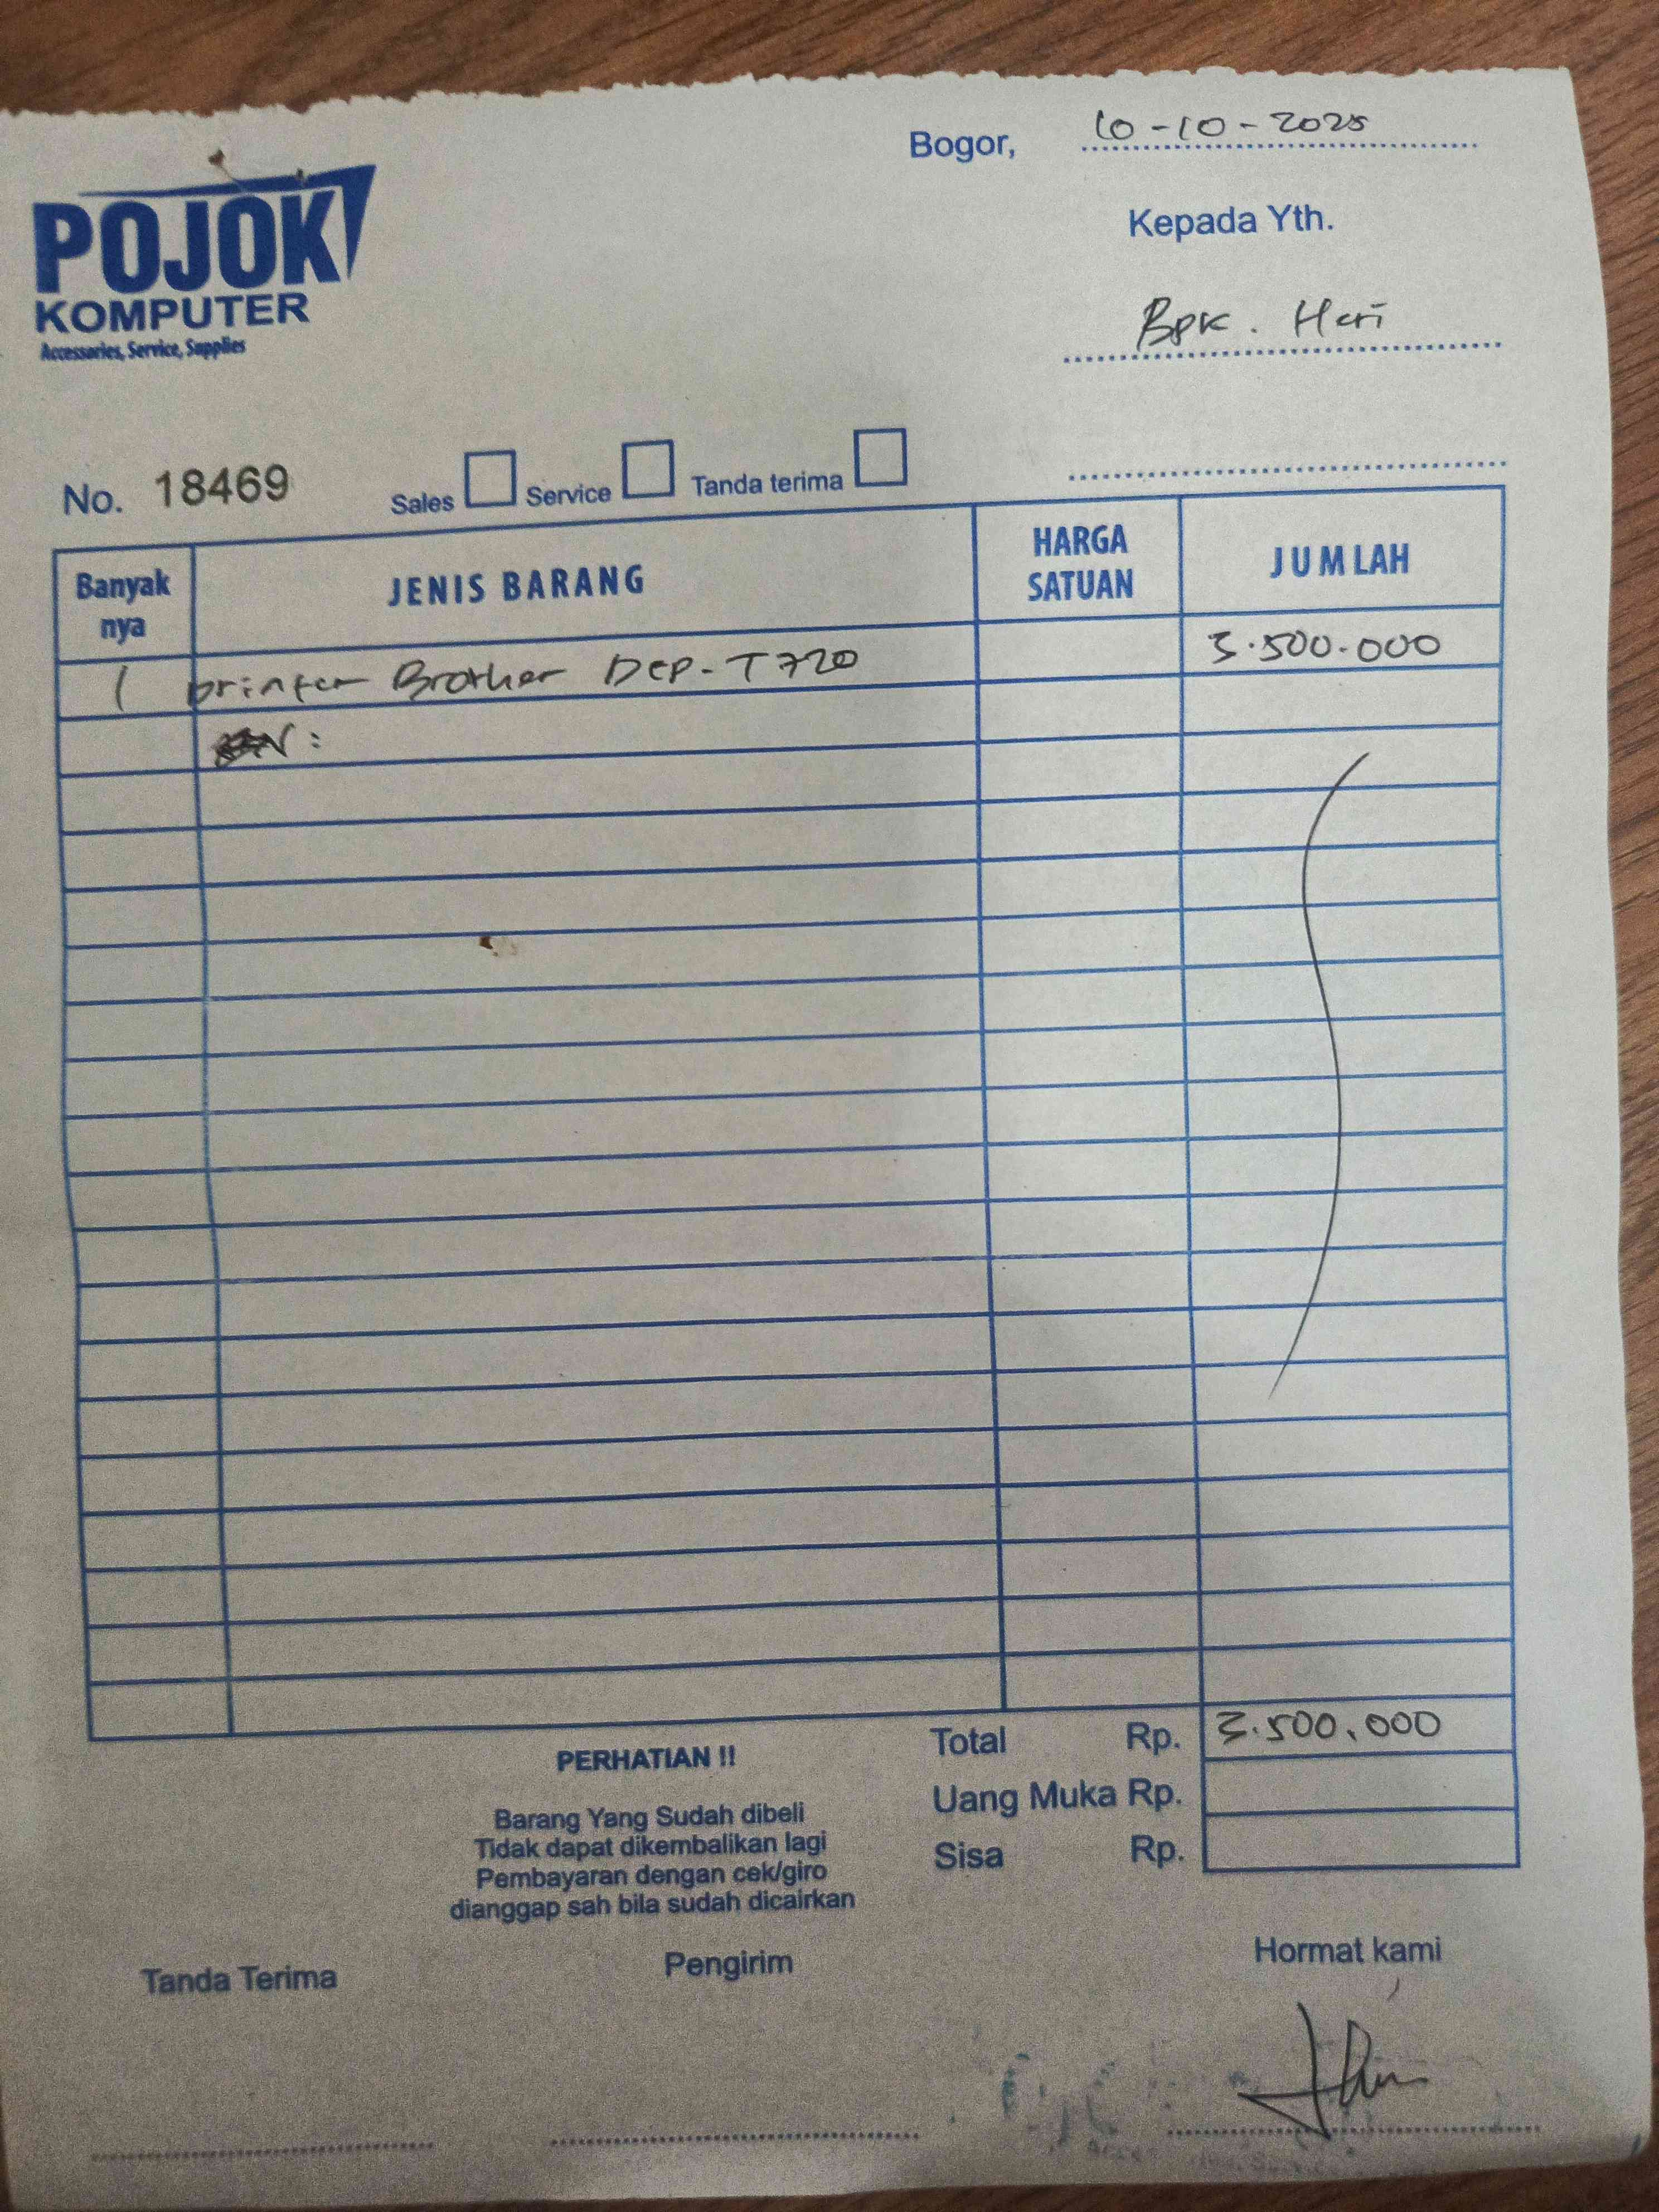 Bogor, 10-10-2025
POJOK
KOMPUTER
Accessaries, Service, Supplies
Kepada Yth.
Bpk. Heri
No. 18469 Sales Service Tanda terima
Banyak nya JENIS BARANG HARGA SATUAN JUMLAH
1 printer Brother DCP-T720 3.500.000
:
Total Rp. 3.500.000
Uang Muka Rp.
Sisa Rp.
PERHATIAN !!
Barang Yang Sudah dibeli
Tidak dapat dikembalikan lagi
Pembayaran dengan cek/giro
dianggap sah bila sudah dicairkan
Tanda Terima Pengirim Hormat kami